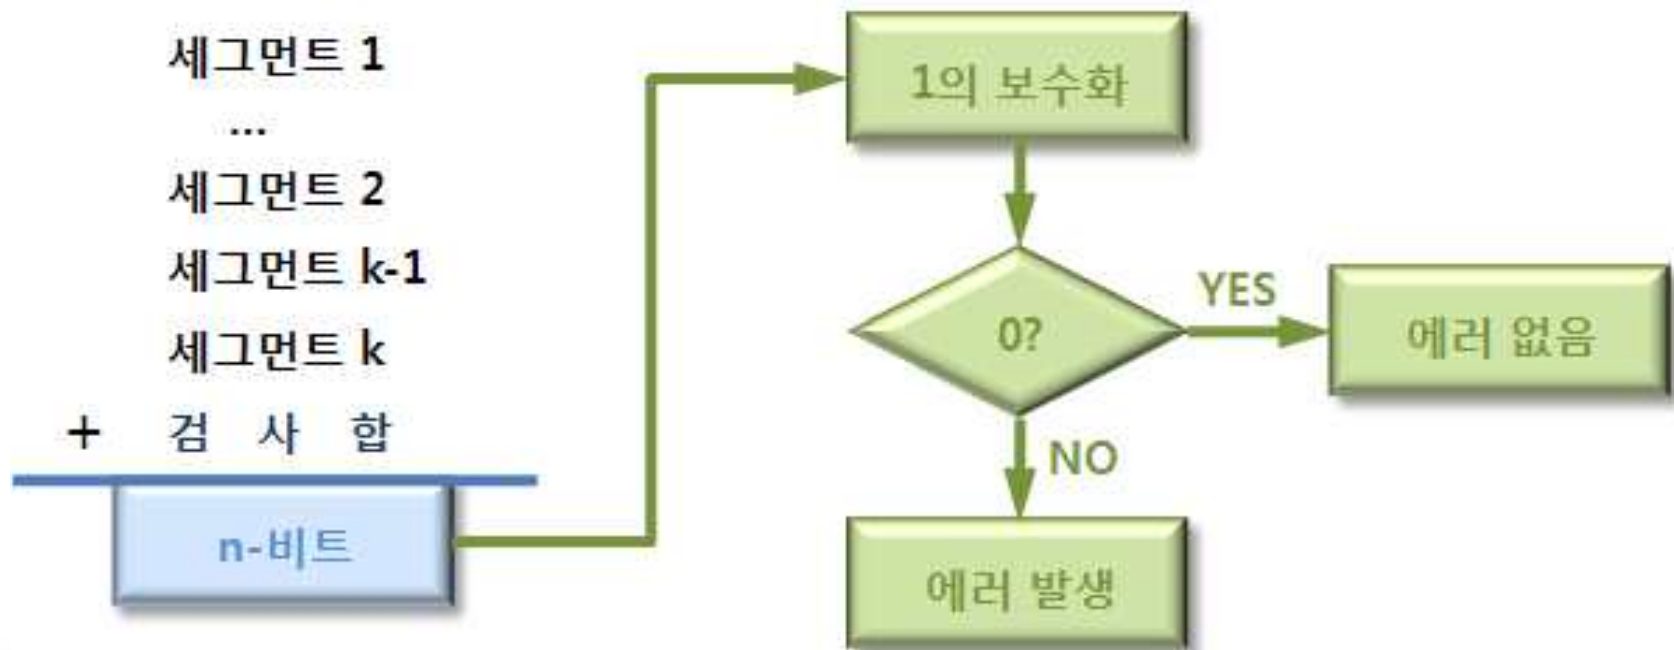 세그먼트 1
...
세그먼트 2
세그먼트 k-1
세그먼트 k
+ 검 사 합
n-비트
1의 보수화
0?
YES
에러 없음
NO
에러 발생